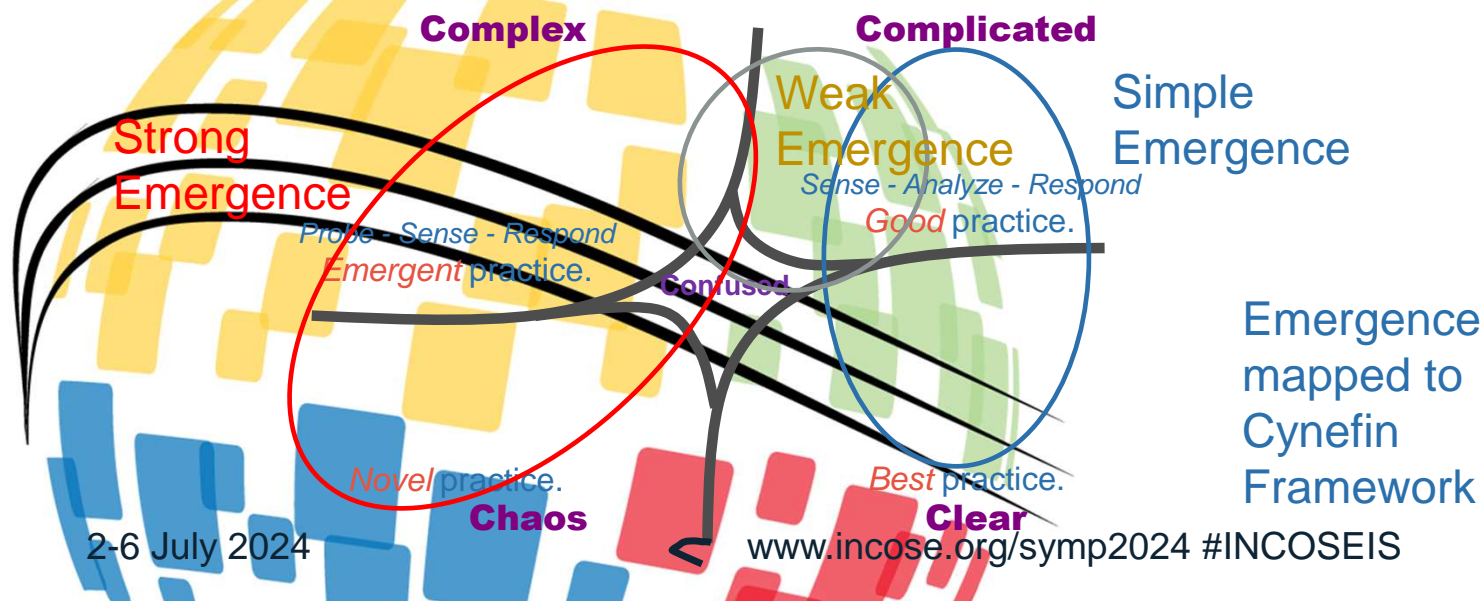 Complex
Complicated
Strong
Emergence
Weak
Emergence
Simple
Emergence
Probe - Sense - Respond
Emergent practice.
Sense - Analyze - Respond
Good practice.
Confused
Emergence
mapped to
Cynefin
Framework
Novel practice.
Chaos
Best practice.
Clear
2-6 July 2024
www.incose.org/symp2024 #INCOSEIS